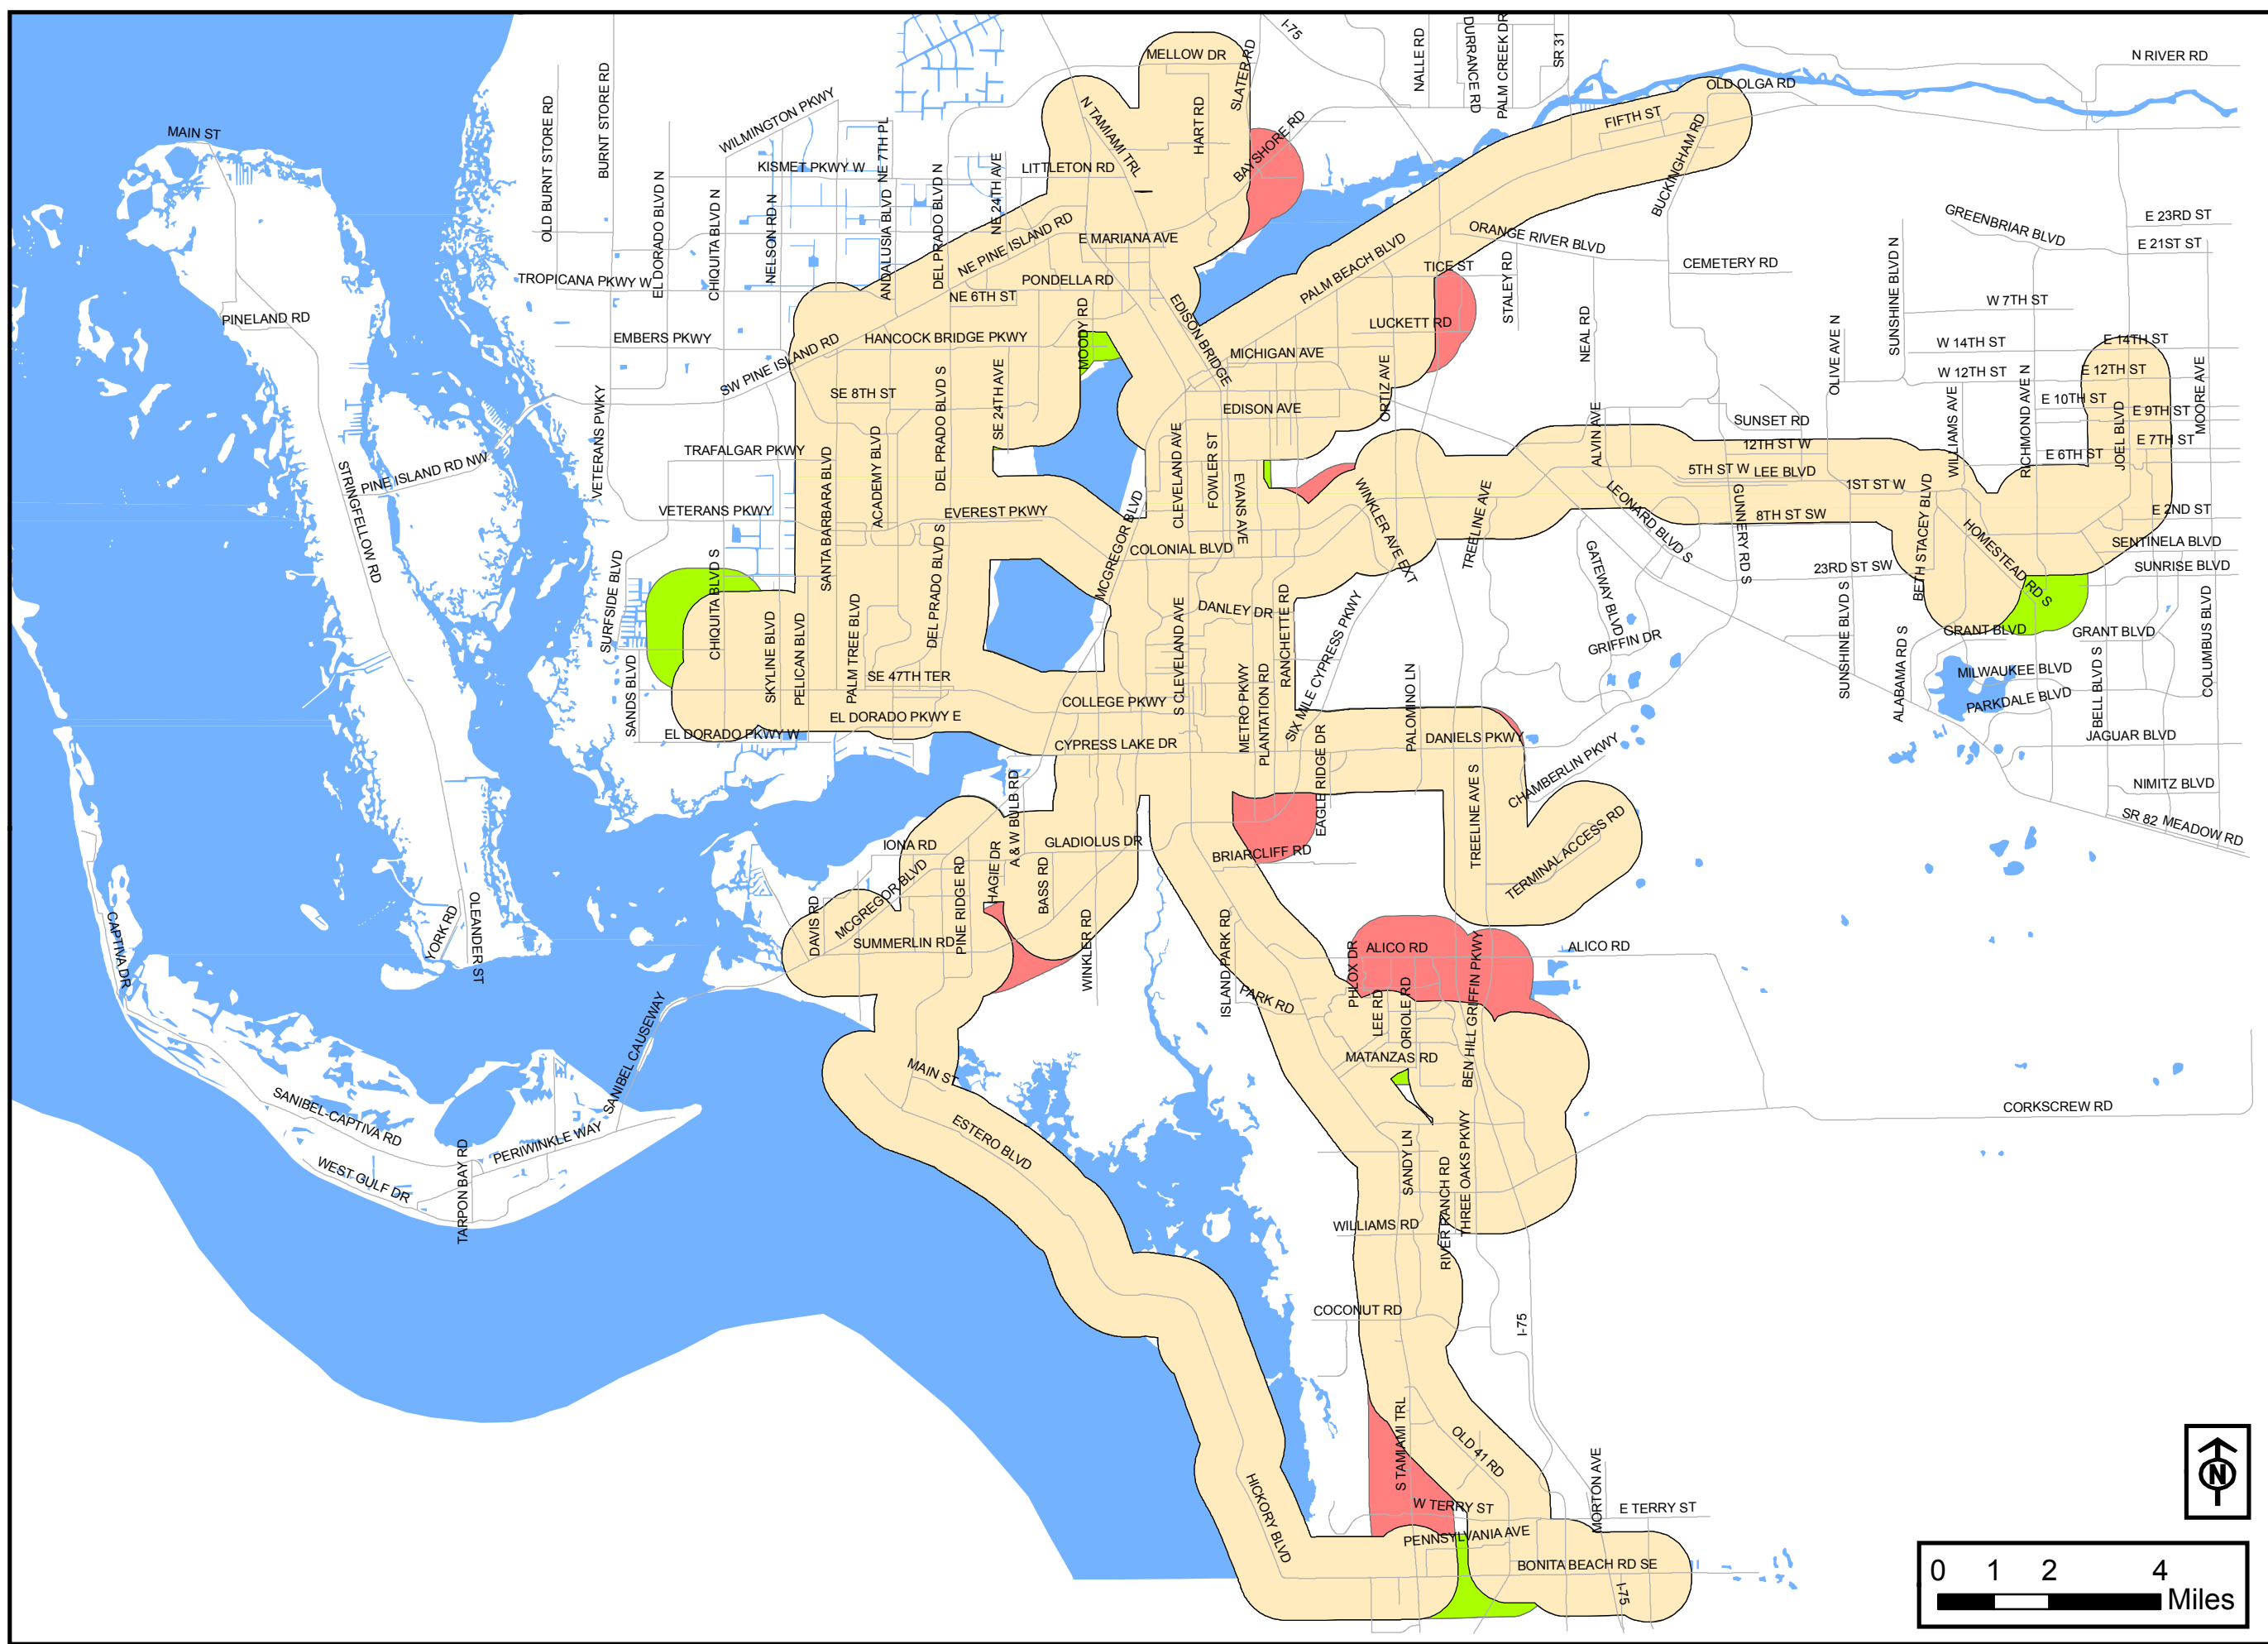 MELLOW DR
I-75
SLATER RD
NALLE RD
DURRANCE RD
PALM CREEK DR
SR 31
N RIVER RD
OLD OLGA RD
MAIN ST
OLD BURNT STORE RD
BURNT STORE RD
WILMINGTON PKWY
KISMET PKWY W
NE 7TH PL
ANDALUSIA BLVD
DEL PRADO BLVD N
NE 24TH AVE
LITTLETON RD
N TAMIAMI TRL
HART RD
BAYSHORE RD
FIFTH ST
BUCKINGHAM RD
EL DORADO BLVD N
CHIQUITA BLVD N
NELSON RD N
NE PINE ISLAND RD
E MARIANA AVE
ORANGE RIVER BLVD
GREENBRIAR BLVD
E 23RD ST
E 21ST ST
SUNSHINE BLVD N
CEMETERY RD
TICE ST
STALEY RD
PALM BEACH BLVD
TROPICANA PKWY W
PONDELLA RD
NE 6TH ST
MOODY RD
EDISON BRIDGE
W 7TH ST
PINELAND RD
EMBERS PKWY
SW PINE ISLAND RD
HANCOCK BRIDGE PKWY
LUCKETT RD
NEAL RD
OLIVE AVE N
W 14TH ST
E 14TH ST
MICHIGAN AVE
ORTIZ AVE
W 12TH ST
E 12TH ST
MOORE AVE
SE 8TH ST
SE 24TH AVE
DEL PRADO BLVD S
EDISON AVE
ALVIN AVE
SUNSET RD
WILLIAMS AVE
RICHMOND AVE N
E 10TH ST
E 9TH ST
JOEL BLVD
VETERANS PWKY
TRAFALGAR PKWY
SANTA BARBARA BLVD
ACADEMY BLVD
CLEVELAND AVE
FOWLER ST
EVANS AVE
12TH ST W
E 7TH ST
E 6TH ST
STRINGFELLOW RD
PINE ISLAND RD NW
5TH ST W
LEE BLVD
1ST ST W
WINKLER AVE EXT
TREELINE AVE
LEONARD BLVD S
GUNNERY RD S
8TH ST SW
BETH STACEY BLVD
HOMESTEAD RD S
E 2ND ST
VETERANS PKWY
EVEREST PKWY
MCGREGOR BLVD
COLONIAL BLVD
SENTINELA BLVD
SURFSIDE BLVD
CHIQUITA BLVD S
DEL PRADO BLVD S
GATEWAY BLVD
23RD ST SW
SUNRISE BLVD
SKYLINE BLVD
PELICAN BLVD
PALM TREE BLVD
S CLEVELAND AVE
DANLEY DR
RANCHETTE RD
SIX MILE CYPRESS PKWY
GRIFFIN DR
SUNSHINE BLVD S
ALABAMA RD S
GRANT BLVD
GRANT BLVD
COLUMBUS BLVD
SANDS BLVD
SE 47TH TER
METRO PKWY
PLANTATION RD
PALOMINO LN
MILWAUKEE BLVD
BELL BLVD S
PARKDALE BLVD
COLLEGE PKWY
EL DORADO PKWY E
EL DORADO PKWY W
CYPRESS LAKE DR
EAGLE RIDGE DR
DANIELS PKWY
CHAMBERLIN PKWY
JAGUAR BLVD
A & W BULB RD
TREELINE AVE S
NIMITZ BLVD
TERMINAL ACCESS RD
SR 82
MEADOW RD
IONA RD
GLADIOLUS DR
BRIARCLIFF RD
MCGREGOR BLVD
PINE RIDGE RD
HAGIE DR
BASS RD
CAPTIVA DR
YORK RD
OLEANDER ST
DAVIS RD
SUMMERLIN RD
WINKLER RD
ISLAND PARK RD
PHLOX DR
ALICO RD
BEN HILL GRIFFIN PKWY
ALICO RD
PARK RD
LEE RD
ORIOLE RD
SANIBEL CAUSEWAY
MAIN ST
MATANZAS RD
SANIBEL-CAPTIVA RD
CORKSCREW RD
PERIWINKLE WAY
ESTERO BLVD
WEST GULF DR
TARPON BAY RD
SANDY LN
RIVER RANCH RD
THREE OAKS PKWY
WILLIAMS RD
COCONUT RD
I-75
S TAMIAMI TRL
OLD 41 RD
HICKORY BLVD
W TERRY ST
MORTON AVE
E TERRY ST
PENNSYLVANIA AVE
BONITA BEACH RD SE
I-75
N
0 1 2 4
Miles